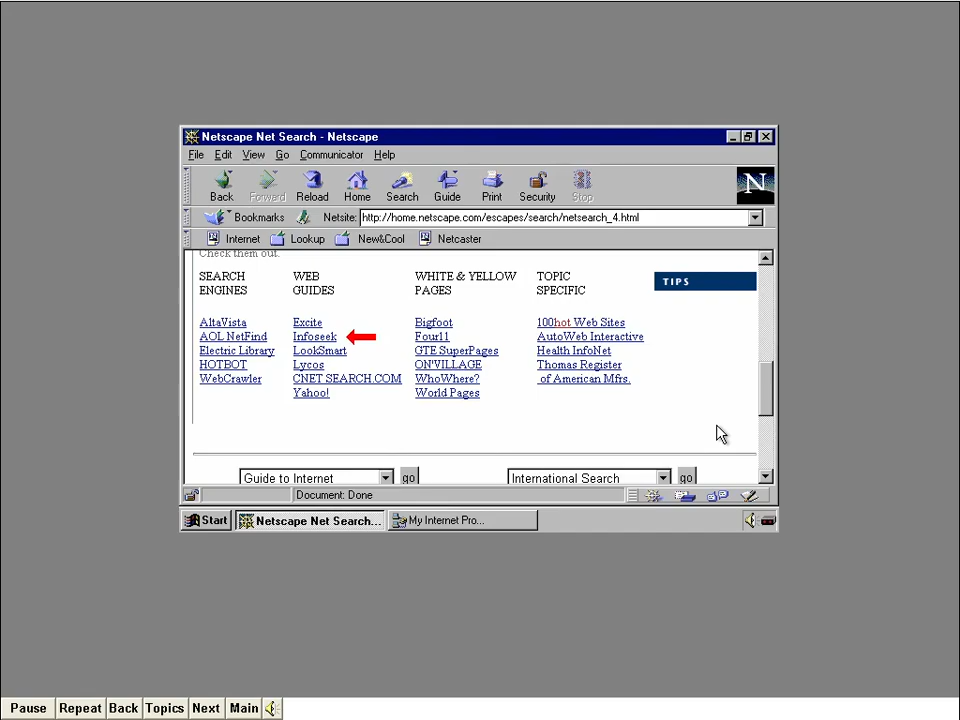 Netscape Net Search - Netscape
File Edit View Go Communicator Help
N
Back Forward Reload Home Search Guide Print Security Stop
Bookmarks Netsite: http://home.netscape.com/escapes/search/netsearch_4.html
Internet Lookup New&Cool Netcaster
Check them out.
SEARCH ENGINES
WEB GUIDES
WHITE & YELLOW PAGES
TOPIC SPECIFIC
TIPS
AltaVista Excite Bigfoot 100hot Web Sites
AOL NetFind Infoseek Four11 AutoWeb Interactive
Electric Library LookSmart GTE SuperPages Health InfoNet
HOTBOT Lycos ON'VILLAGE Thomas Register
WebCrawler CNET SEARCH.COM WhoWhere? of American Mfrs.
Yahoo! World Pages
Guide to Internet go International Search go
Document: Done
Start Netscape Net Search... My Internet Pro...
Pause Repeat Back Topics Next Main